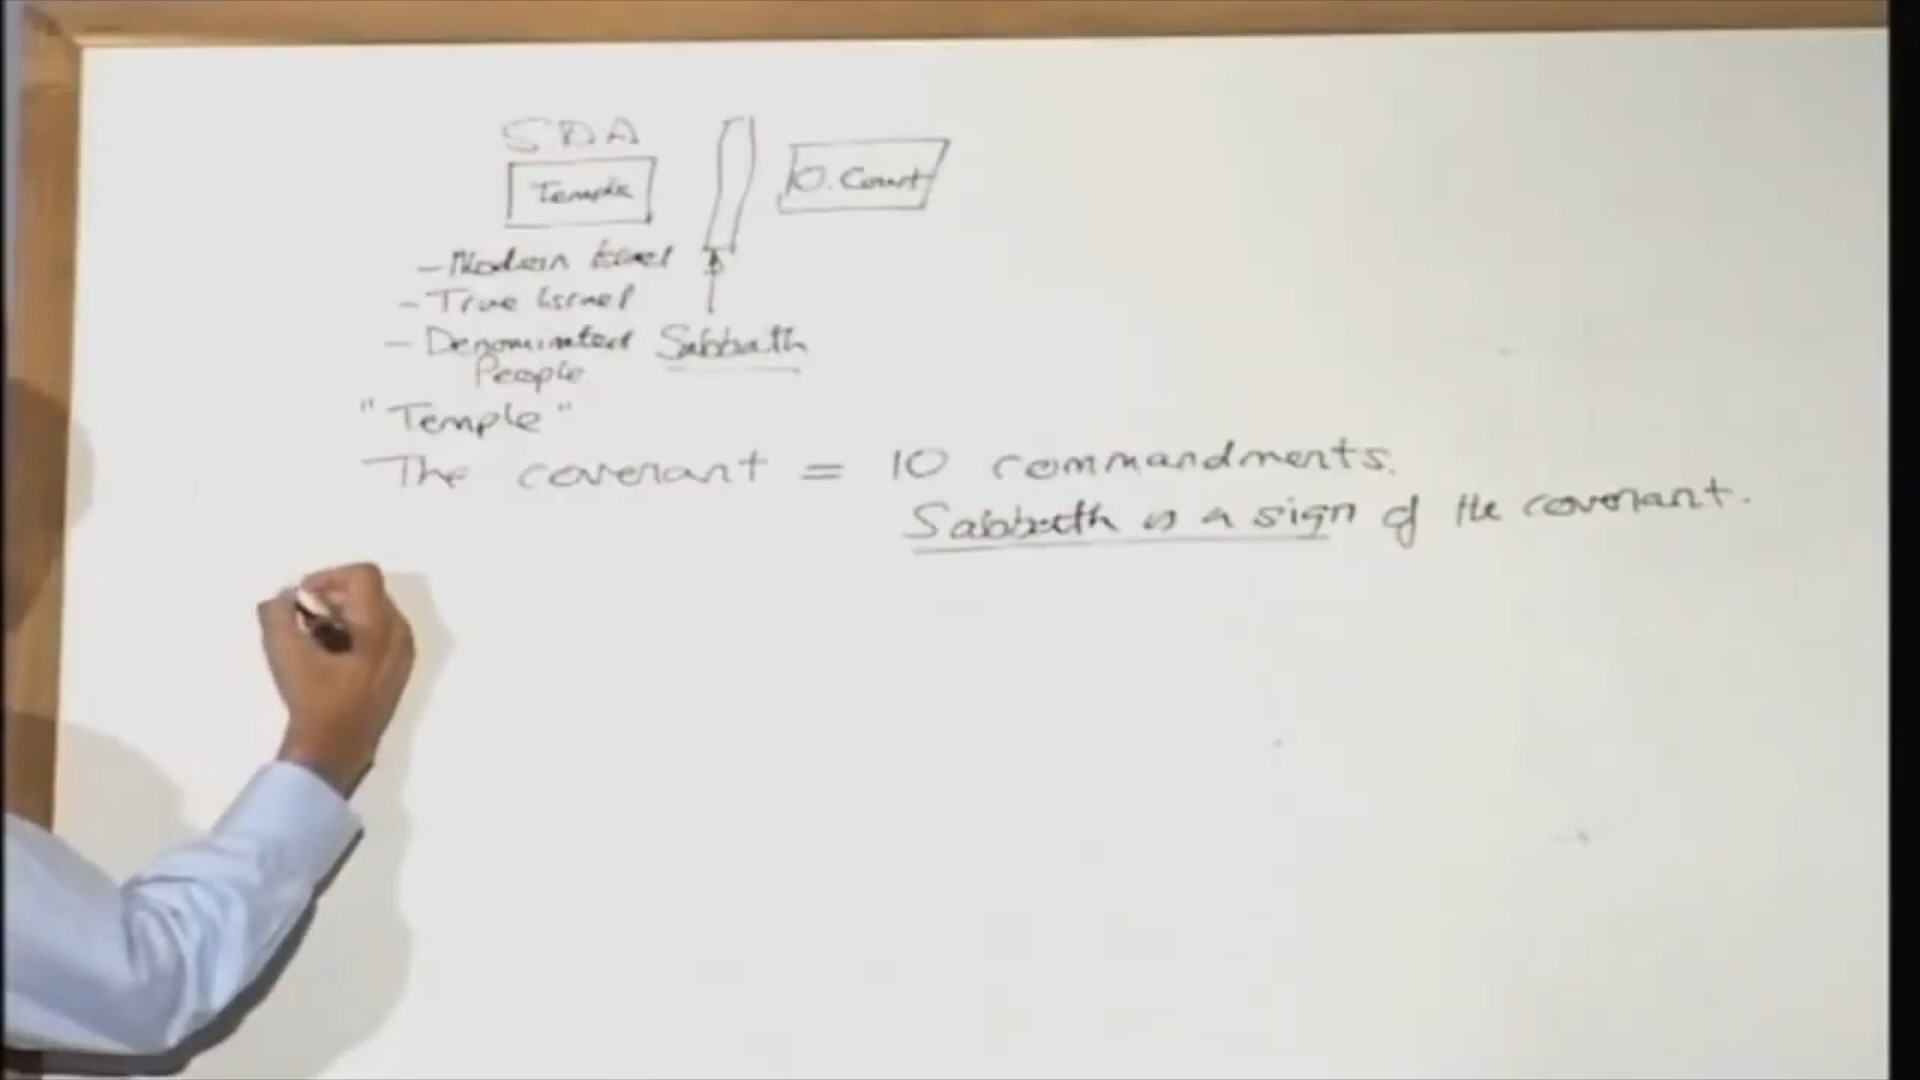 SDA
Temple
O. Court
- Modern Israel
- True Israel
- Denominated
People
Sabbath
"Temple"
The covenant = 10 commandments.
Sabbath is a sign of the covenant.